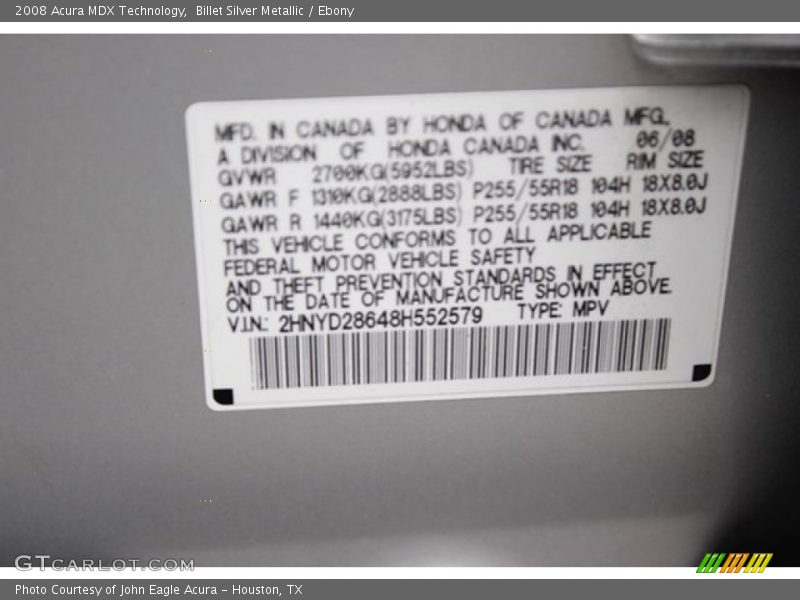 2008 Acura MDX Technology,  Billet Silver Metallic / Ebony
MFD. IN CANADA BY HONDA OF CANADA MFG.,
A DIVISION OF HONDA CANADA INC. 06/08
GVWR 2700KG(5952LBS) TIRE SIZE RIM SIZE
GAWR F 1310KG(2888LBS) P255/55R18 104H 18X8.0J
GAWR R 1440KG(3175LBS) P255/55R18 104H 18X8.0J
THIS VEHICLE CONFORMS TO ALL APPLICABLE
FEDERAL MOTOR VEHICLE SAFETY
AND THEFT PREVENTION STANDARDS IN EFFECT
ON THE DATE OF MANUFACTURE SHOWN ABOVE.
V.I.N.: 2HNYD28648H552579 TYPE: MPV
GTCARLOT.COM
Photo Courtesy of John Eagle Acura - Houston, TX